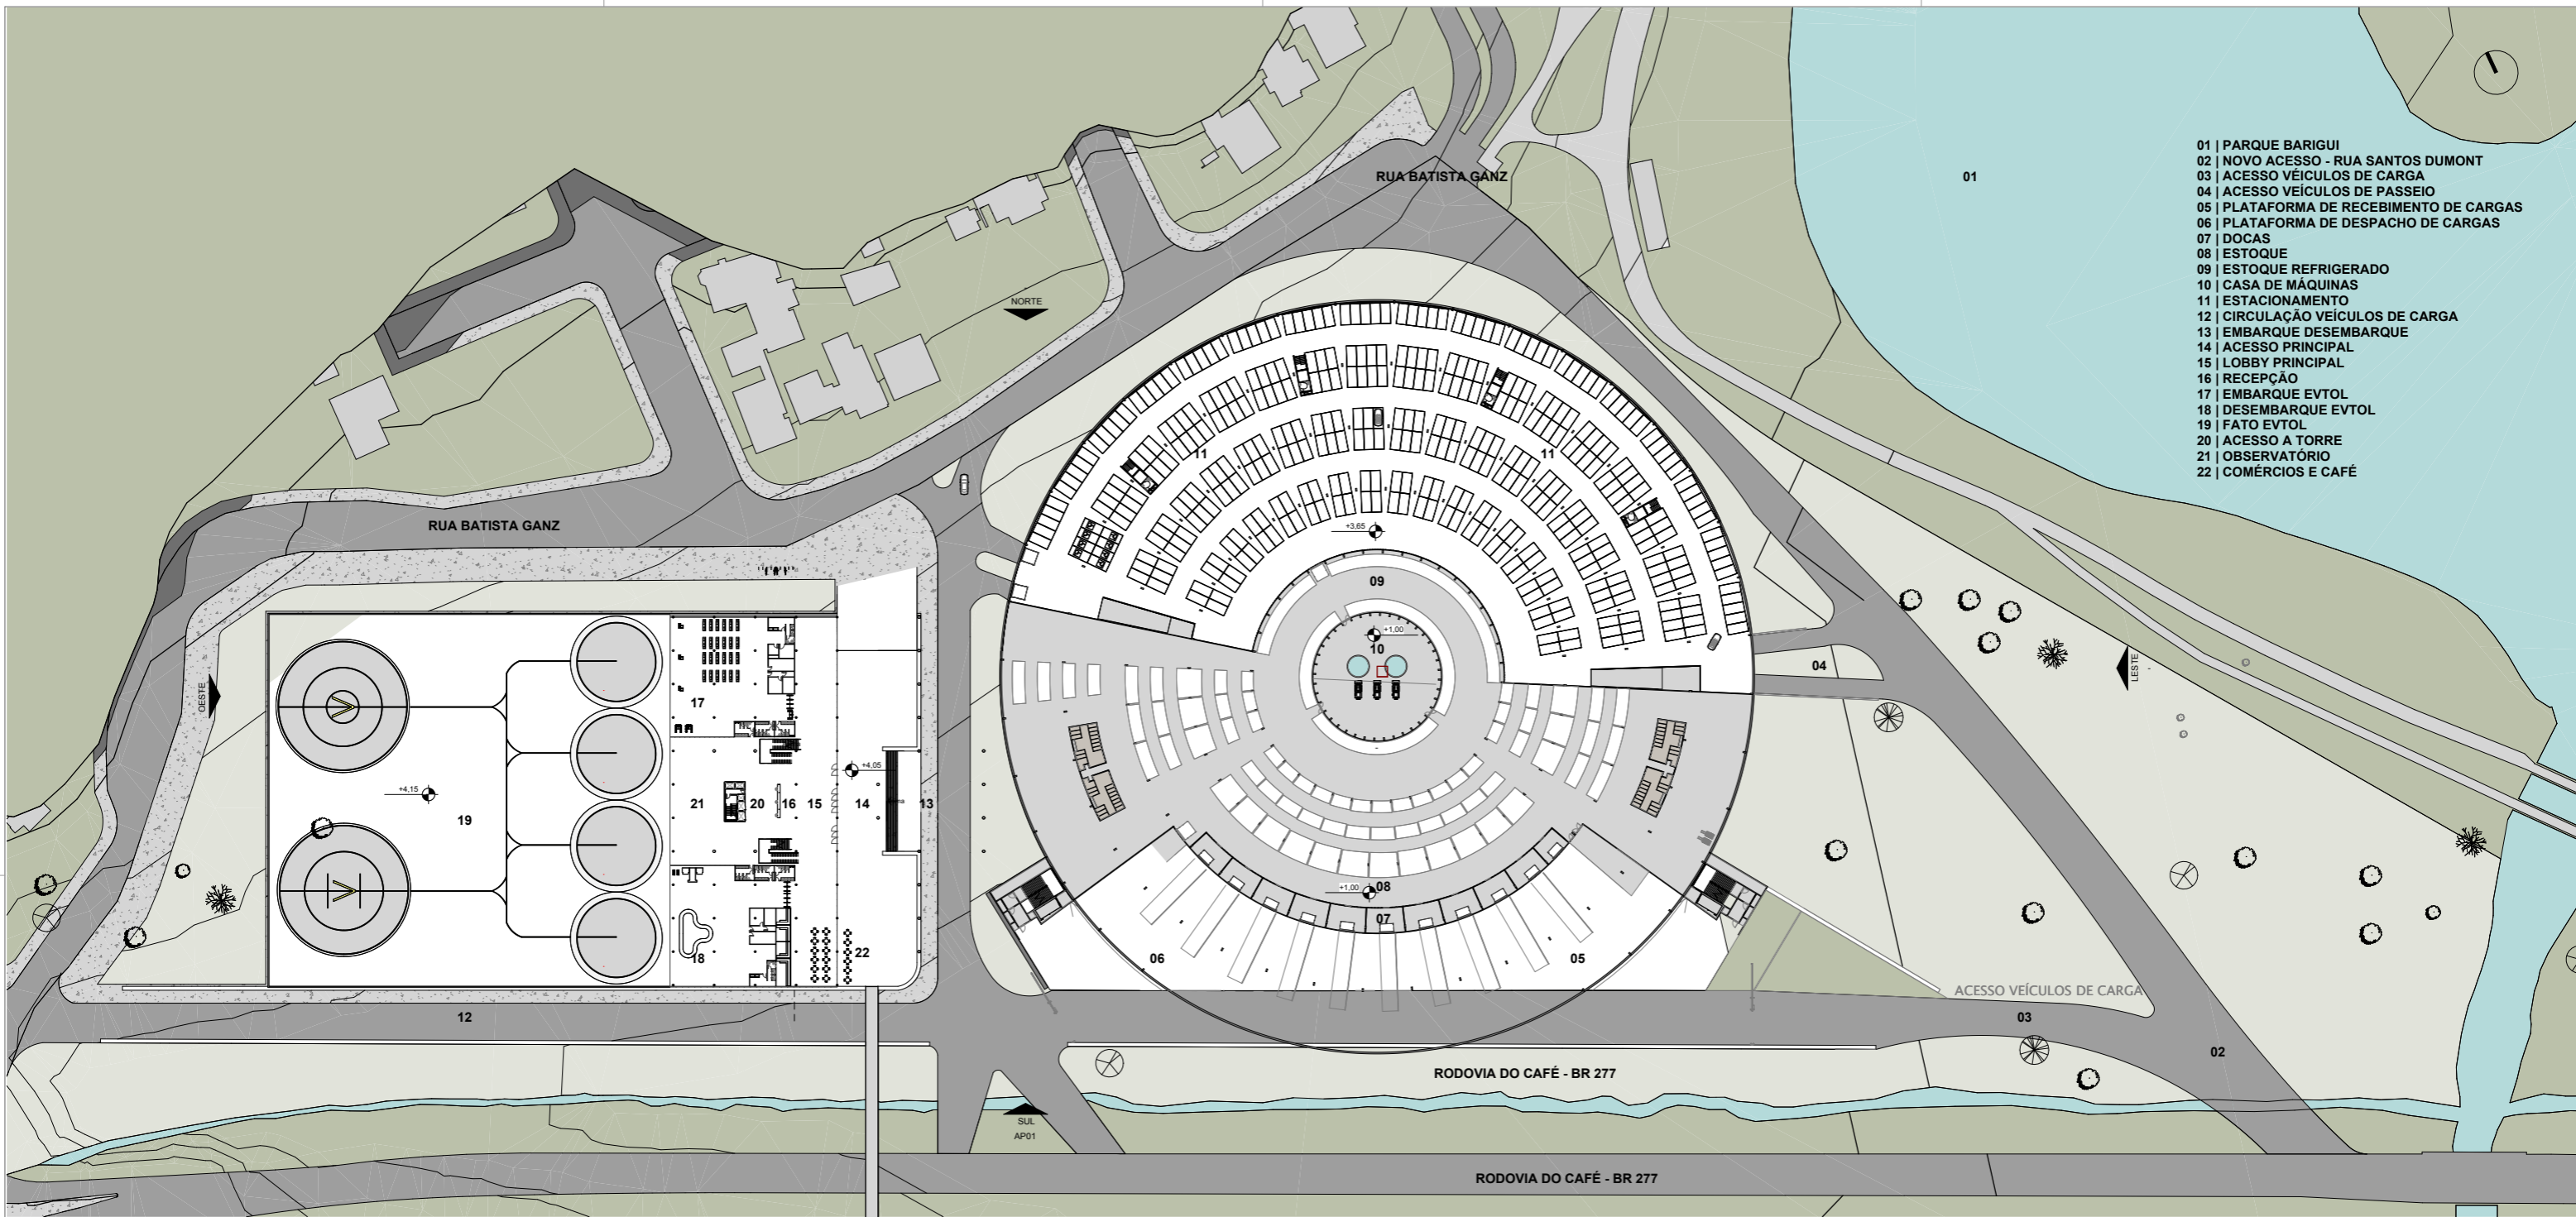 RUA BATISTA GANZ
01
01 | PARQUE BARIGUI
02 | NOVO ACESSO - RUA SANTOS DUMONT
03 | ACESSO VÉICULOS DE CARGA
04 | ACESSO VEÍCULOS DE PASSEIO
05 | PLATAFORMA DE RECEBIMENTO DE CARGAS
06 | PLATAFORMA DE DESPACHO DE CARGAS
07 | DOCAS
08 | ESTOQUE
09 | ESTOQUE REFRIGERADO
10 | CASA DE MÁQUINAS
11 | ESTACIONAMENTO
12 | CIRCULAÇÃO VEÍCULOS DE CARGA
13 | EMBARQUE DESEMBARQUE
14 | ACESSO PRINCIPAL
15 | LOBBY PRINCIPAL
16 | RECEPÇÃO
17 | EMBARQUE EVTOL
18 | DESEMBARQUE EVTOL
19 | FATO EVTOL
20 | ACESSO A TORRE
21 | OBSERVATÓRIO
22 | COMÉRCIOS E CAFÉ
NORTE
11
11
RUA BATISTA GANZ
+3,65
09
+1,00
10
04
OESTE
LESTE
17
+4,05
+4,15
19
21
20
16
15
14
13
+1,00
08
07
18
22
06
05
ACESSO VEÍCULOS DE CARGA
12
03
02
RODOVIA DO CAFÉ - BR 277
SUL
AP01
RODOVIA DO CAFÉ - BR 277